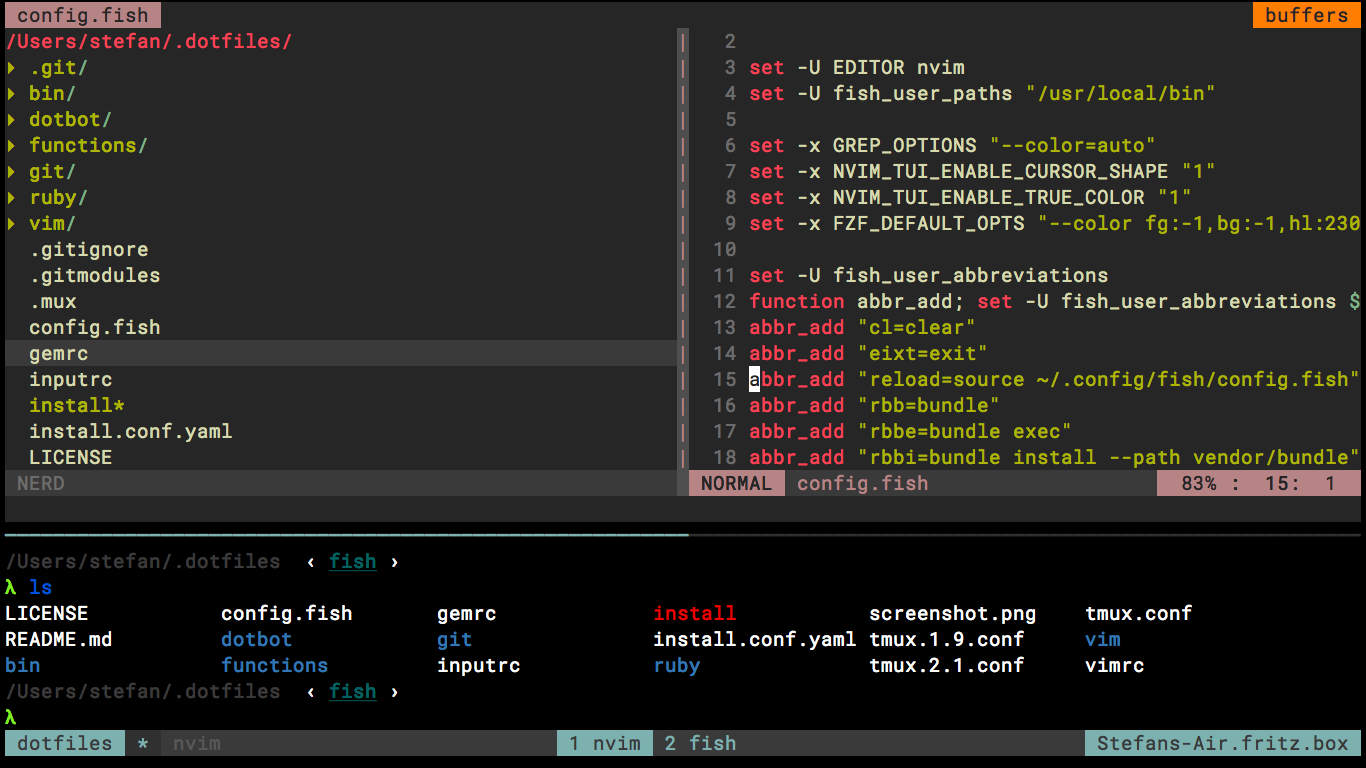 config.fish buffers
/Users/stefan/.dotfiles/
▸ .git/
▸ bin/
▸ dotbot/
▸ functions/
▸ git/
▸ ruby/
▸ vim/
.gitignore
.gitmodules
.mux
config.fish
gemrc
inputrc
install*
install.conf.yaml
LICENSE
NERD
2
3 set -U EDITOR nvim
4 set -U fish_user_paths "/usr/local/bin"
5
6 set -x GREP_OPTIONS "--color=auto"
7 set -x NVIM_TUI_ENABLE_CURSOR_SHAPE "1"
8 set -x NVIM_TUI_ENABLE_TRUE_COLOR "1"
9 set -x FZF_DEFAULT_OPTS "--color fg:-1,bg:-1,hl:230
10
11 set -U fish_user_abbreviations
12 function abbr_add; set -U fish_user_abbreviations $
13 abbr_add "cl=clear"
14 abbr_add "eixt=exit"
15 abbr_add "reload=source ~/.config/fish/config.fish"
16 abbr_add "rbb=bundle"
17 abbr_add "rbbe=bundle exec"
18 abbr_add "rbbi=bundle install --path vendor/bundle"
NORMAL config.fish 83% : 15: 1
/Users/stefan/.dotfiles ‹ fish ›
λ ls
LICENSE config.fish gemrc install screenshot.png tmux.conf
README.md dotbot git install.conf.yaml tmux.1.9.conf vim
bin functions inputrc ruby tmux.2.1.conf vimrc
/Users/stefan/.dotfiles ‹ fish ›
λ
dotfiles * nvim 1 nvim 2 fish Stefans-Air.fritz.box